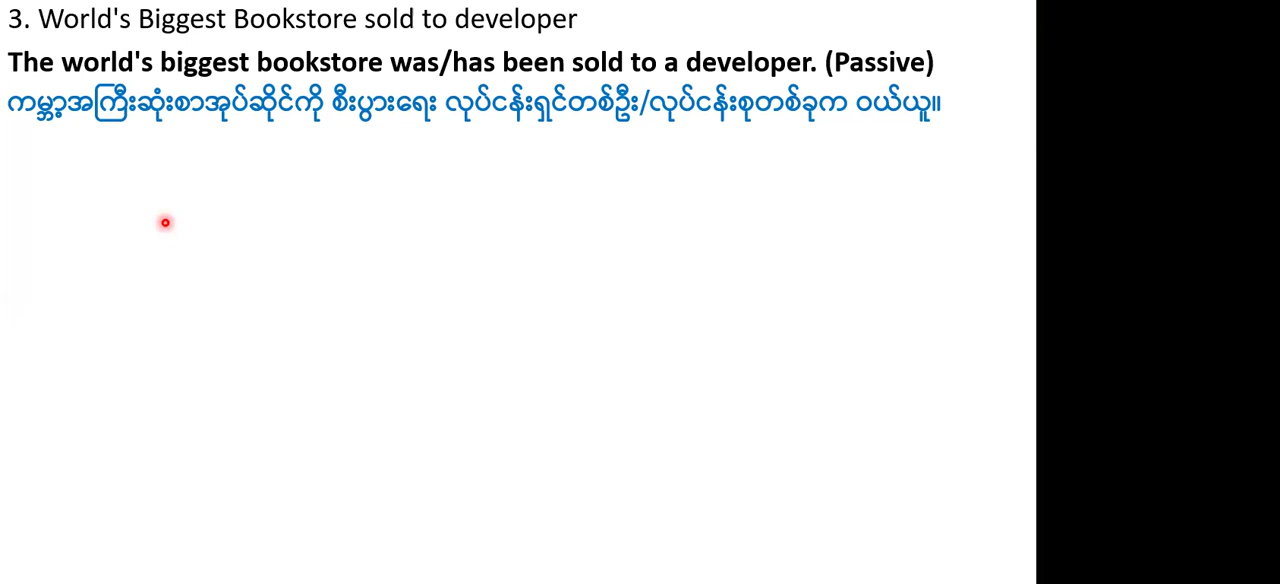 3. World's Biggest Bookstore sold to developer
The world's biggest bookstore was/has been sold to a developer. (Passive)
ကမ္ဘာ့အကြီးဆုံးစာအုပ်ဆိုင်ကို စီးပွားရေး လုပ်ငန်းရှင်တစ်ဦး/လုပ်ငန်းစုတစ်ခုက ဝယ်ယူ။